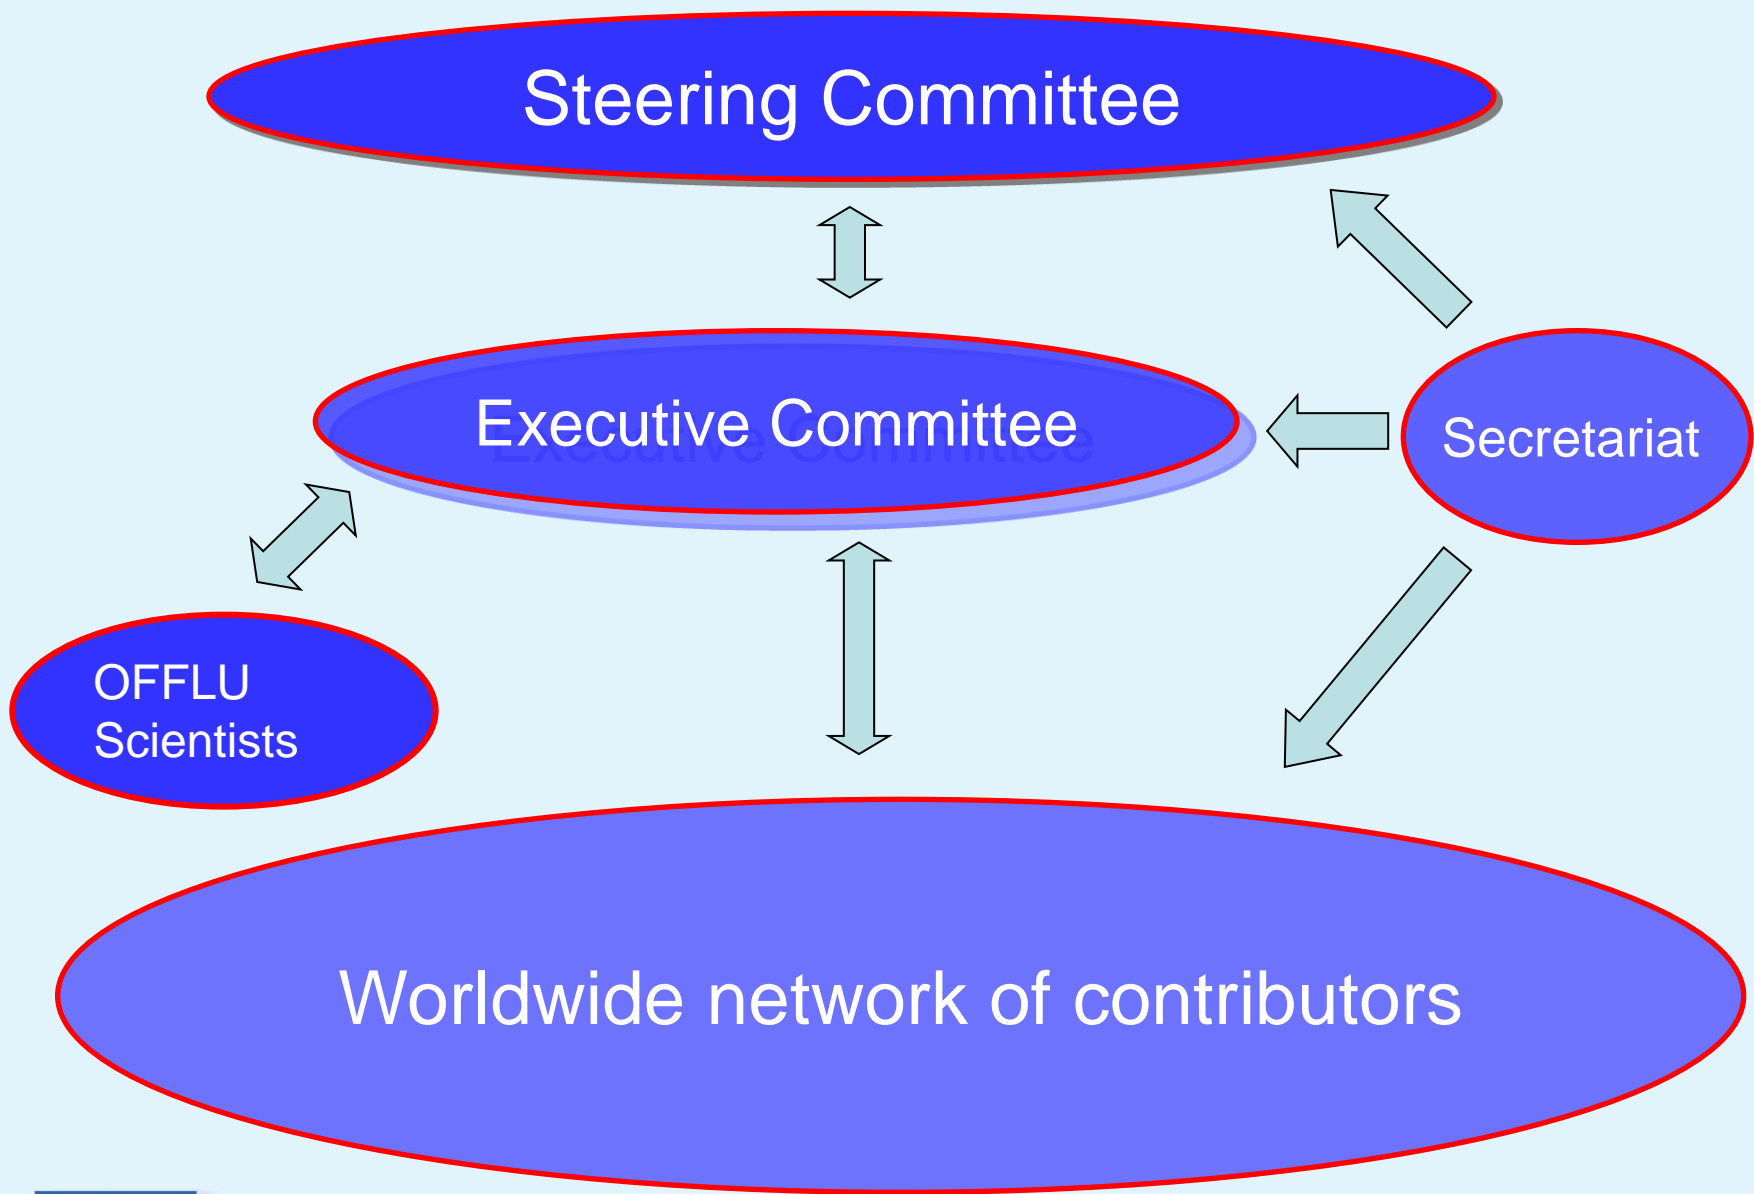 Steering Committee
Executive Committee
Secretariat
OFFLU
Scientists
Worldwide network of contributors